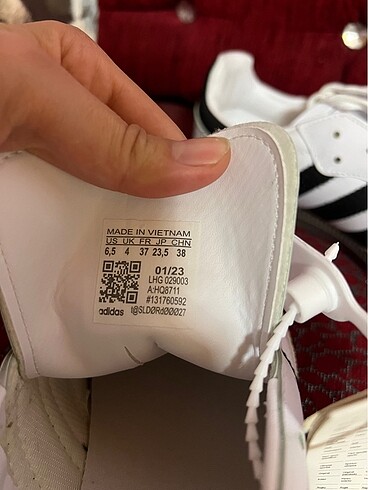 MADE IN VIETNAM
US UK FR JP CHN
6,5 4 37 23,5 38
01/23
LHG 029003
A:HQ8711
#131760592
adidas t@SLDØRdØØØ27